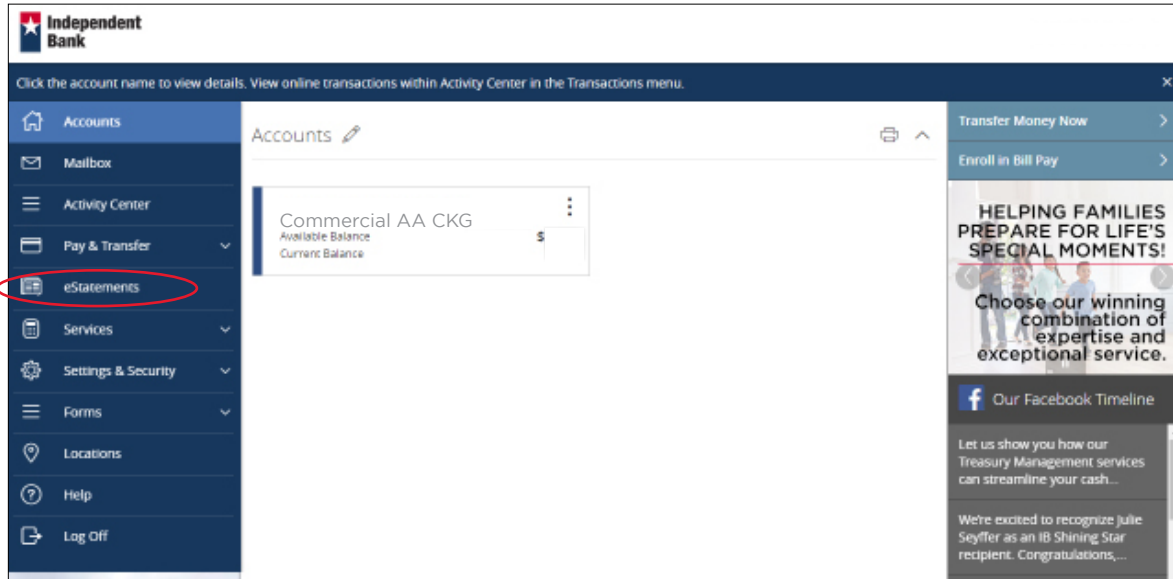 Independent
Bank
Click the account name to view details. View online transactions within Activity Center in the Transactions menu.
Accounts
Mailbox
Activity Center
Pay & Transfer
eStatements
Services
Settings & Security
Forms
Locations
Help
Log Off
Accounts
Commercial AA CKG
Available Balance $
Current Balance
Transfer Money Now
Enroll in Bill Pay
HELPING FAMILIES
PREPARE FOR LIFE'S
SPECIAL MOMENTS!
Choose our winning
combination of
expertise and
exceptional service.
Our Facebook Timeline
Let us show you how our
Treasury Management services
can streamline your cash...
We're excited to recognize Julie
Seyffer as an IB Shining Star
recipient. Congratulations,...